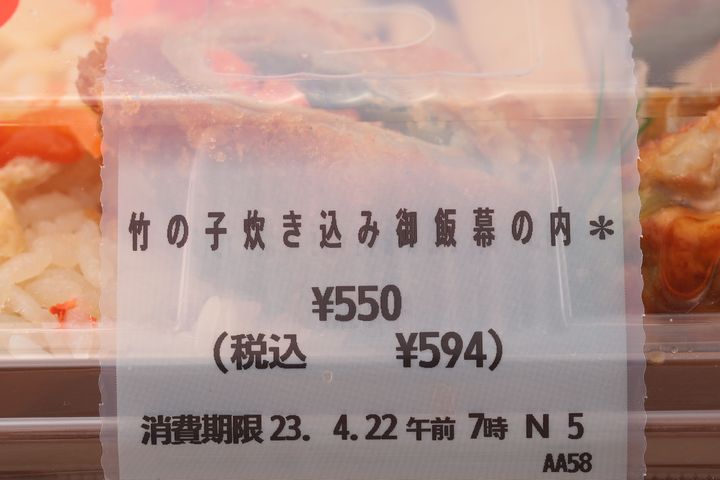 竹の子炊き込み御飯幕の内＊
¥550
(税込 ¥594)
消費期限 23. 4.22 午前 7時 N 5
AA58